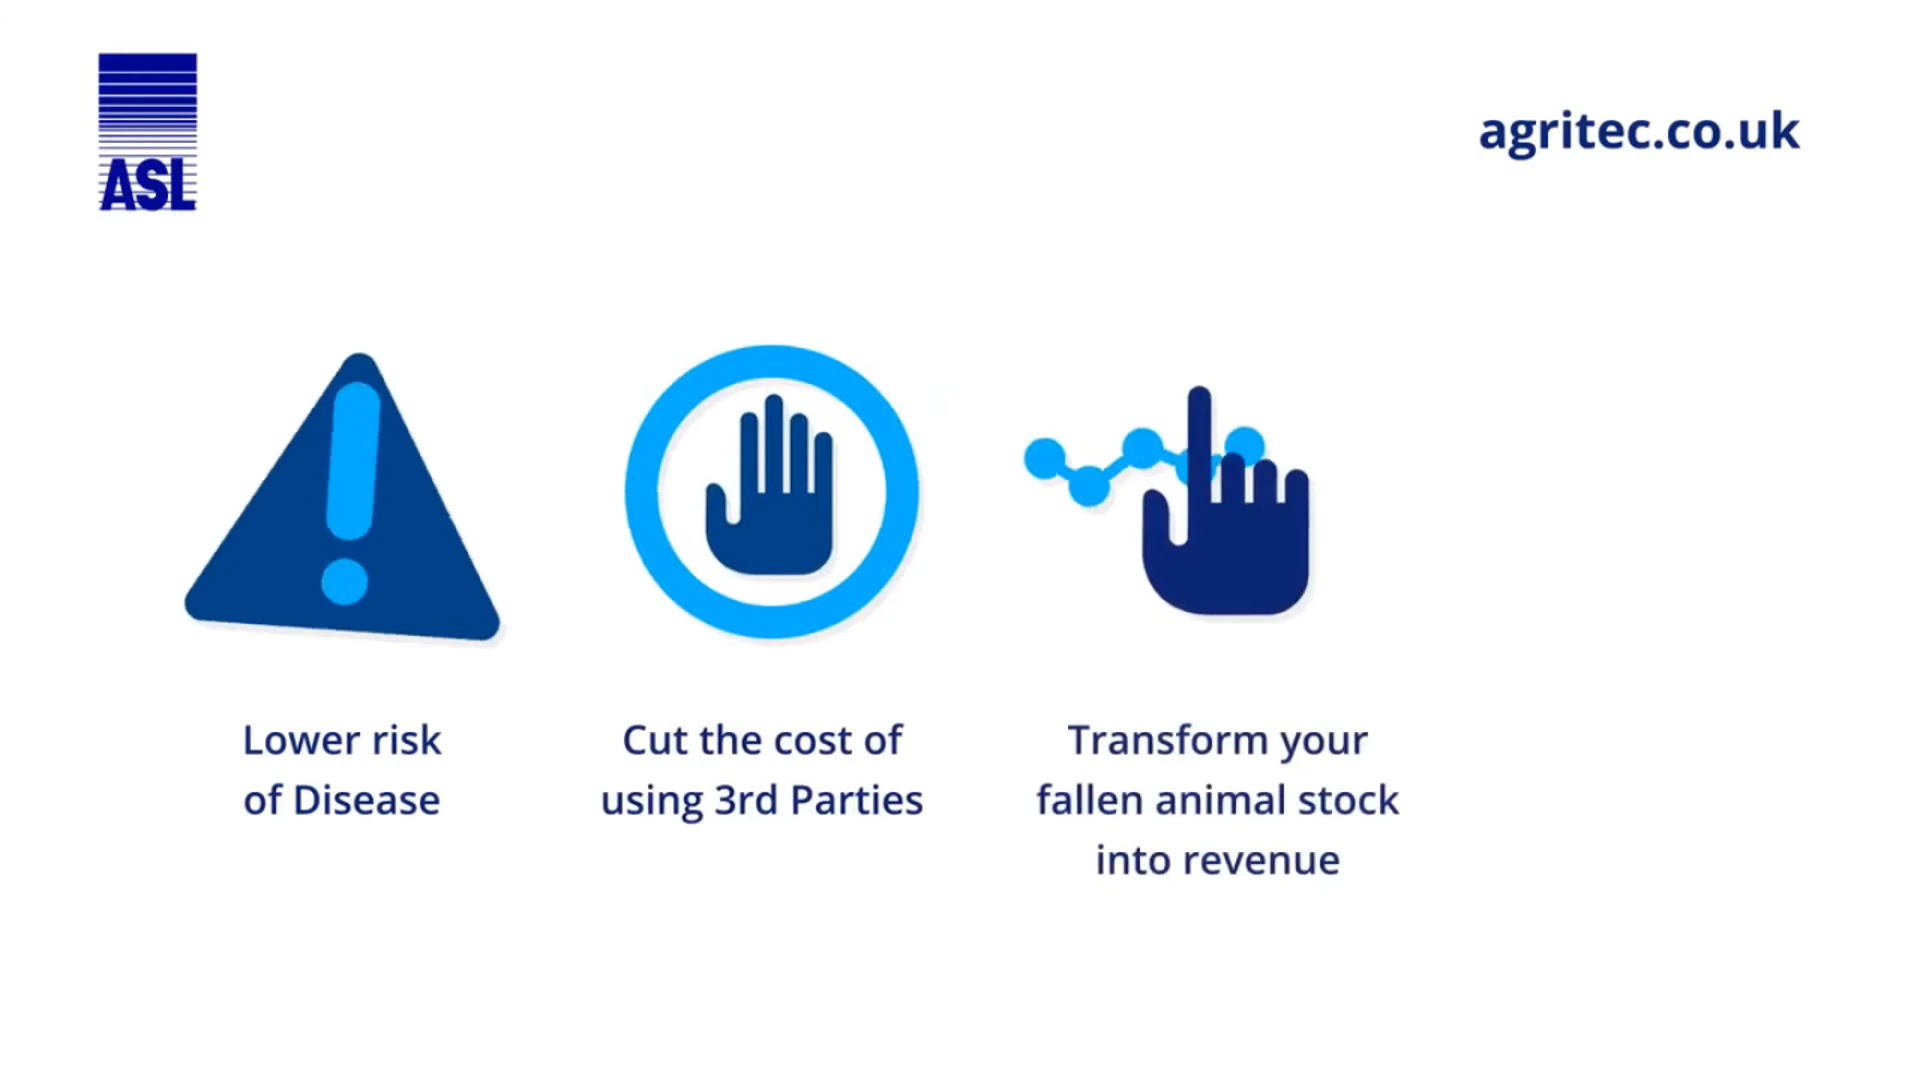 ASL
agritec.co.uk
Lower risk
of Disease
Cut the cost of
using 3rd Parties
Transform your
fallen animal stock
into revenue